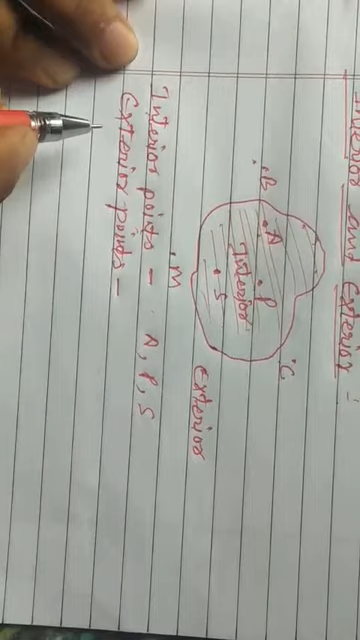 Interior and Exterior :-
.B
.A
.P
Interior
.S
.C
.M
exterior
Interior points - A, P, S
Exterior points -